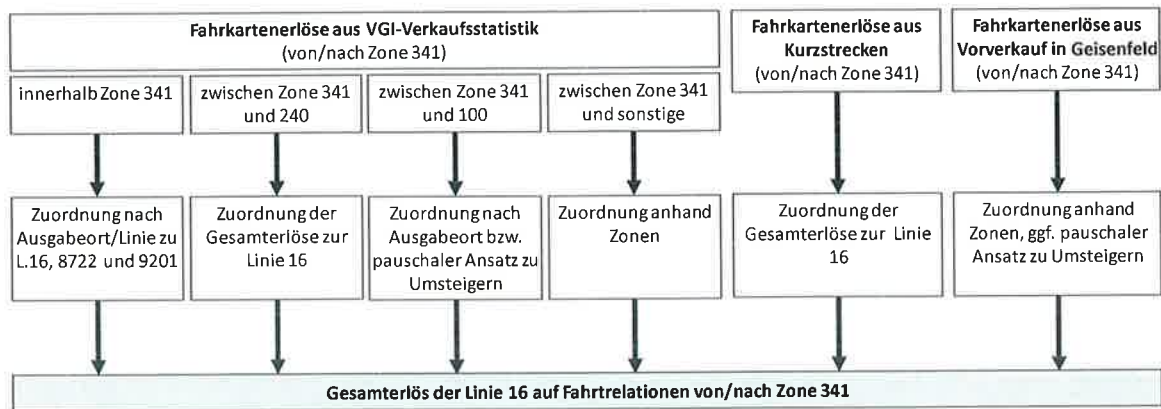 Fahrkartenerlöse aus VGI-Verkaufsstatistik
(von/nach Zone 341)
Fahrkartenerlöse aus
Kurzstrecken
(von/nach Zone 341)
Fahrkartenerlöse aus
Vorverkauf in Geisenfeld
(von/nach Zone 341)
innerhalb Zone 341
zwischen Zone 341
und 240
zwischen Zone 341
und 100
zwischen Zone 341
und sonstige
Zuordnung nach
Ausgabeort/Linie zu
L.16, 8722 und 9201
Zuordnung der
Gesamterlöse zur
Linie 16
Zuordnung nach
Ausgabeort bzw.
pauschaler Ansatz zu
Umsteigern
Zuordnung anhand
Zonen
Zuordnung der
Gesamterlöse zur Linie
16
Zuordnung anhand
Zonen, ggf. pauschaler
Ansatz zu Umsteigern
Gesamterlös der Linie 16 auf Fahrtrelationen von/nach Zone 341